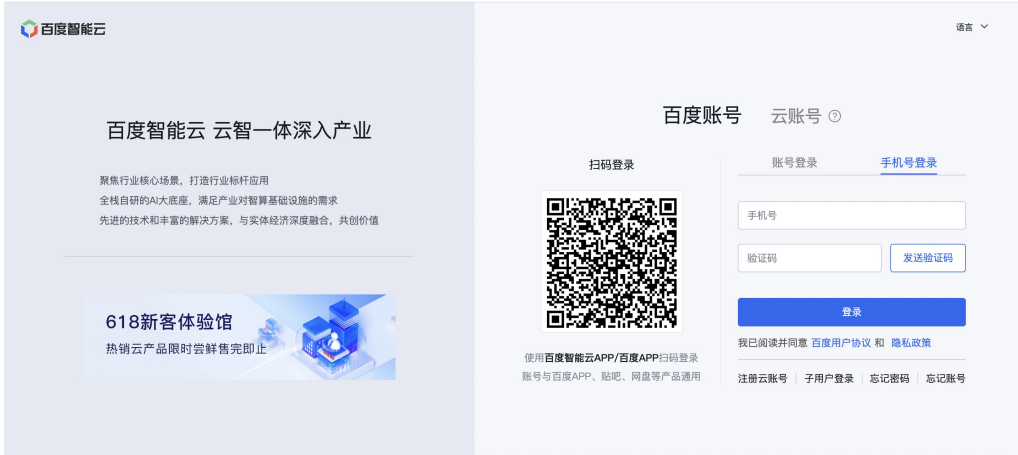 百度智能云
语言
百度智能云 云智一体深入产业
聚焦行业核心场景，打造行业标杆应用
全栈自研的AI大底座，满足产业对智算基础设施的需求
先进的技术和丰富的解决方案，与实体经济深度融合，共创价值
618新客体验馆
热销云产品限时尝鲜售完即止
百度账号 云账号
扫码登录
使用百度智能云APP/百度APP扫码登录
账号与百度APP、贴吧、网盘等产品通用
账号登录 手机号登录
手机号
验证码 发送验证码
登录
我已阅读并同意 百度用户协议 和 隐私政策
注册云账号 子用户登录 忘记密码 忘记账号